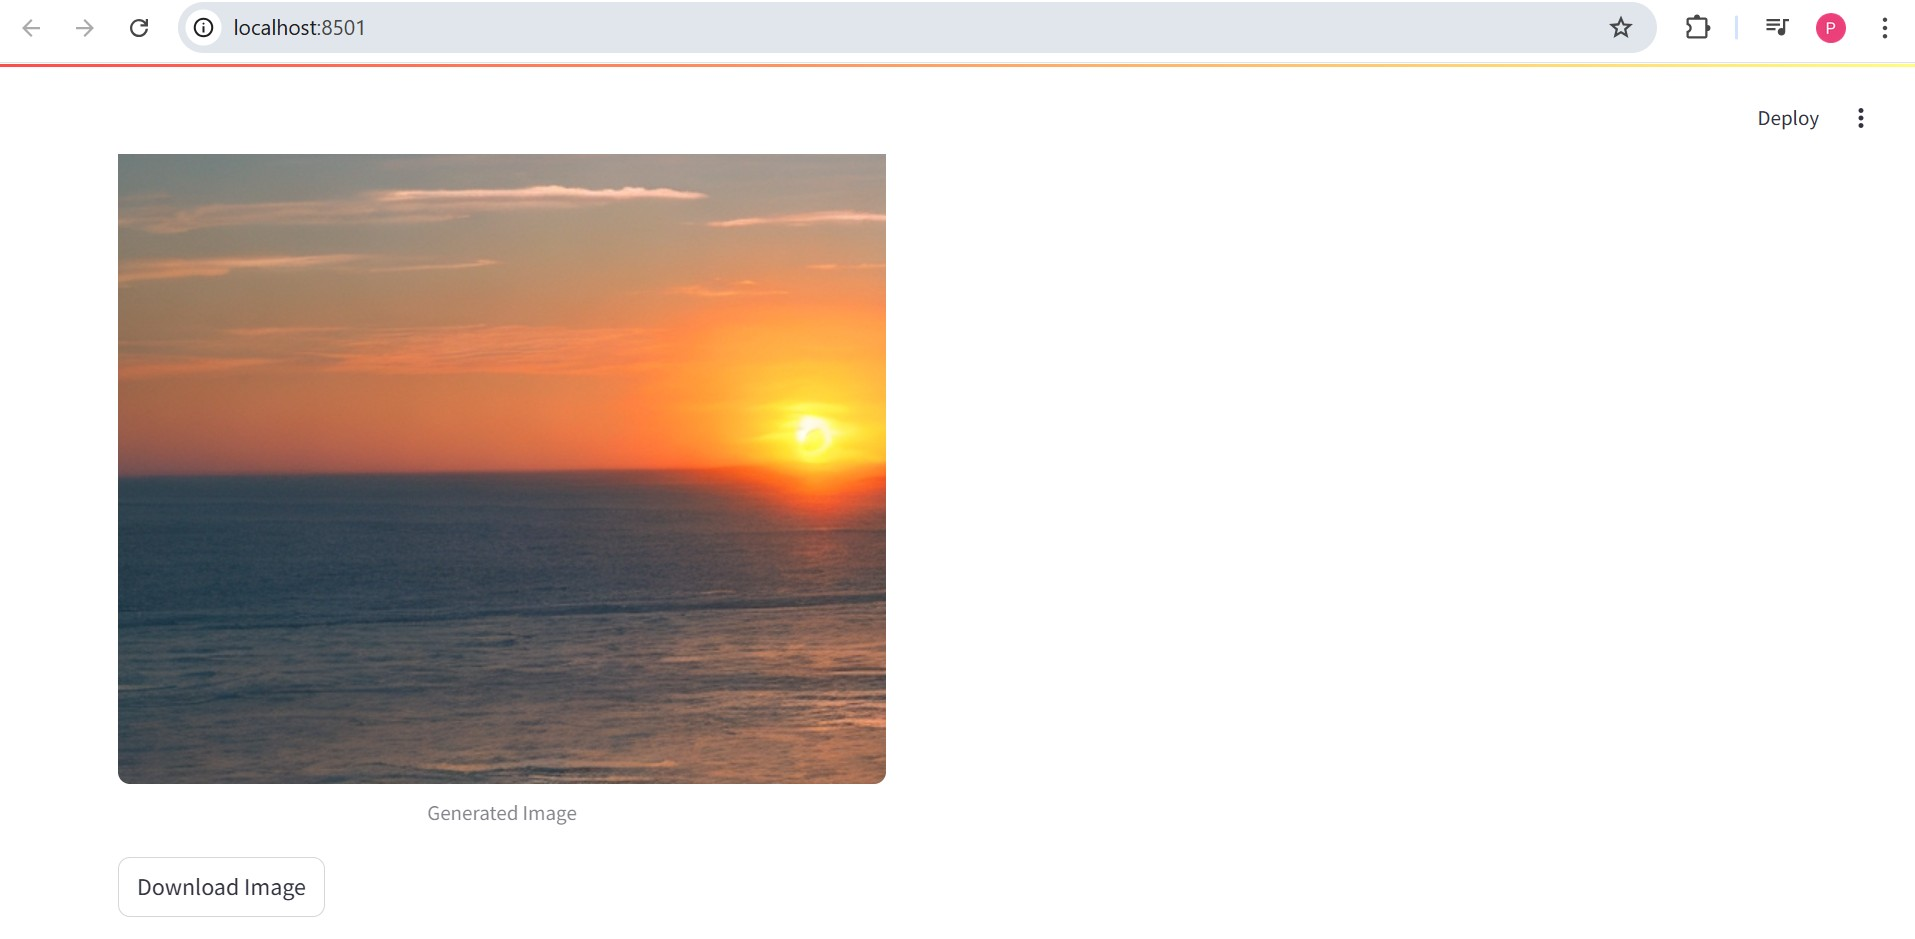 localhost:8501
P
Deploy
Generated Image
Download Image